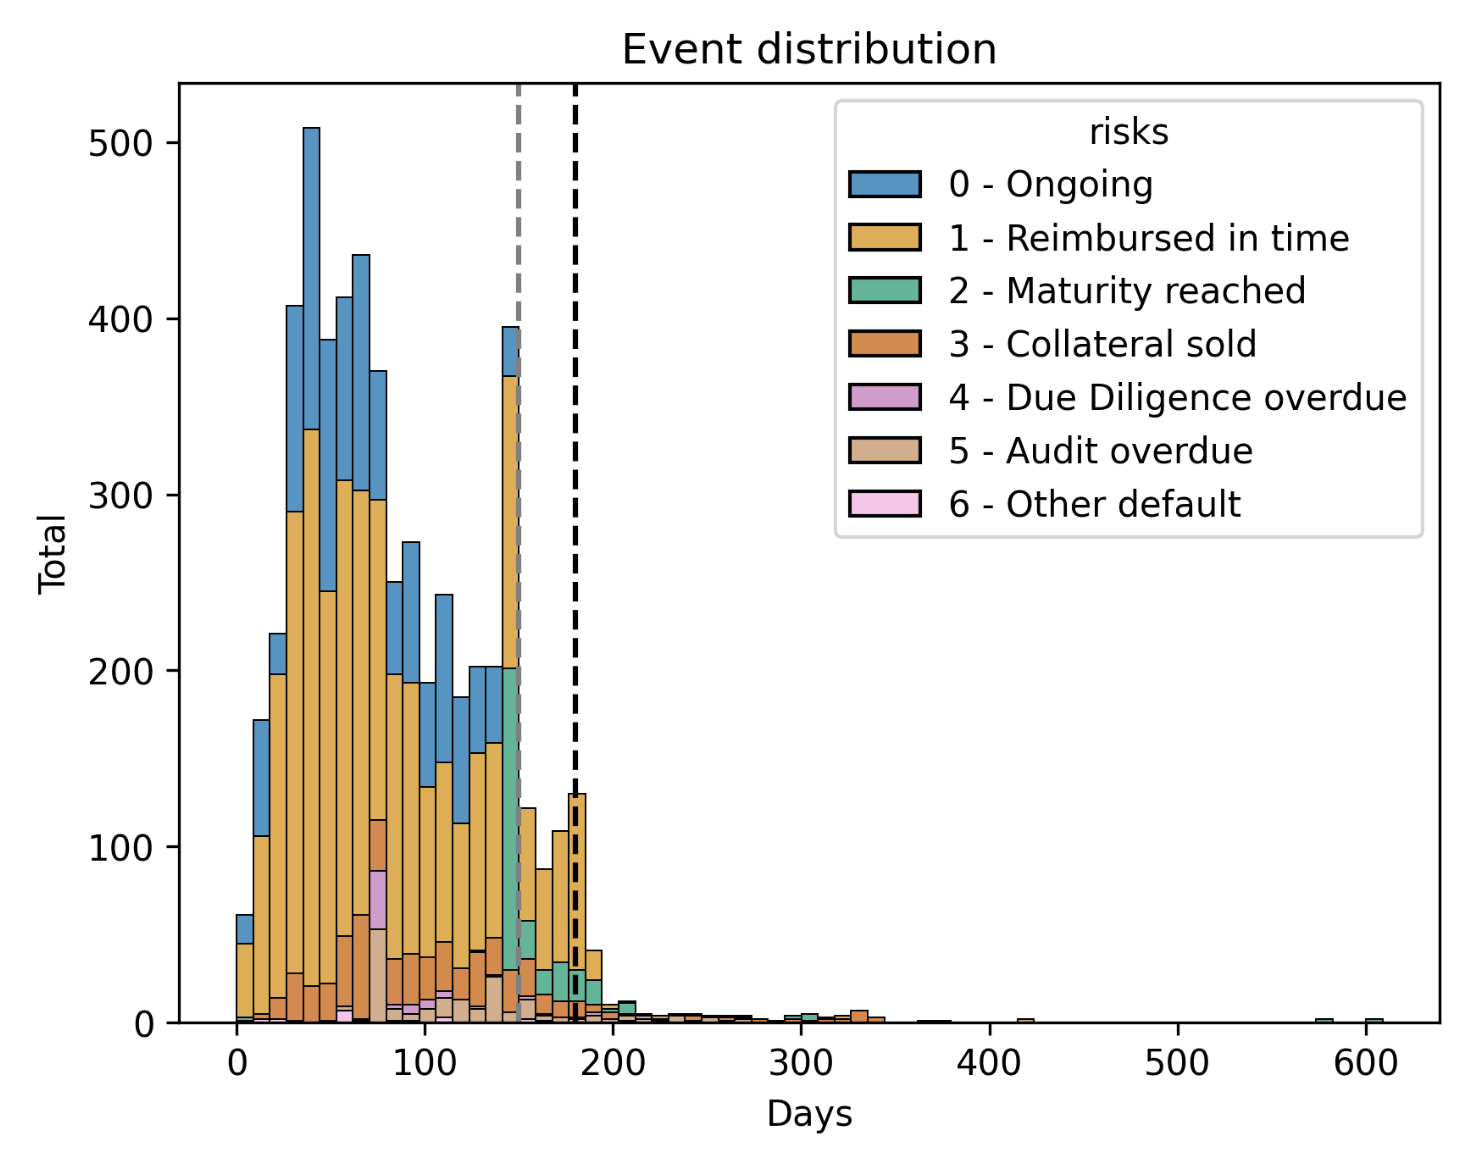 Event distribution
Total
500
400
300
200
100
0
risks
0 - Ongoing
1 - Reimbursed in time
2 - Maturity reached
3 - Collateral sold
4 - Due Diligence overdue
5 - Audit overdue
6 - Other default
0 100 200 300 400 500 600
Days